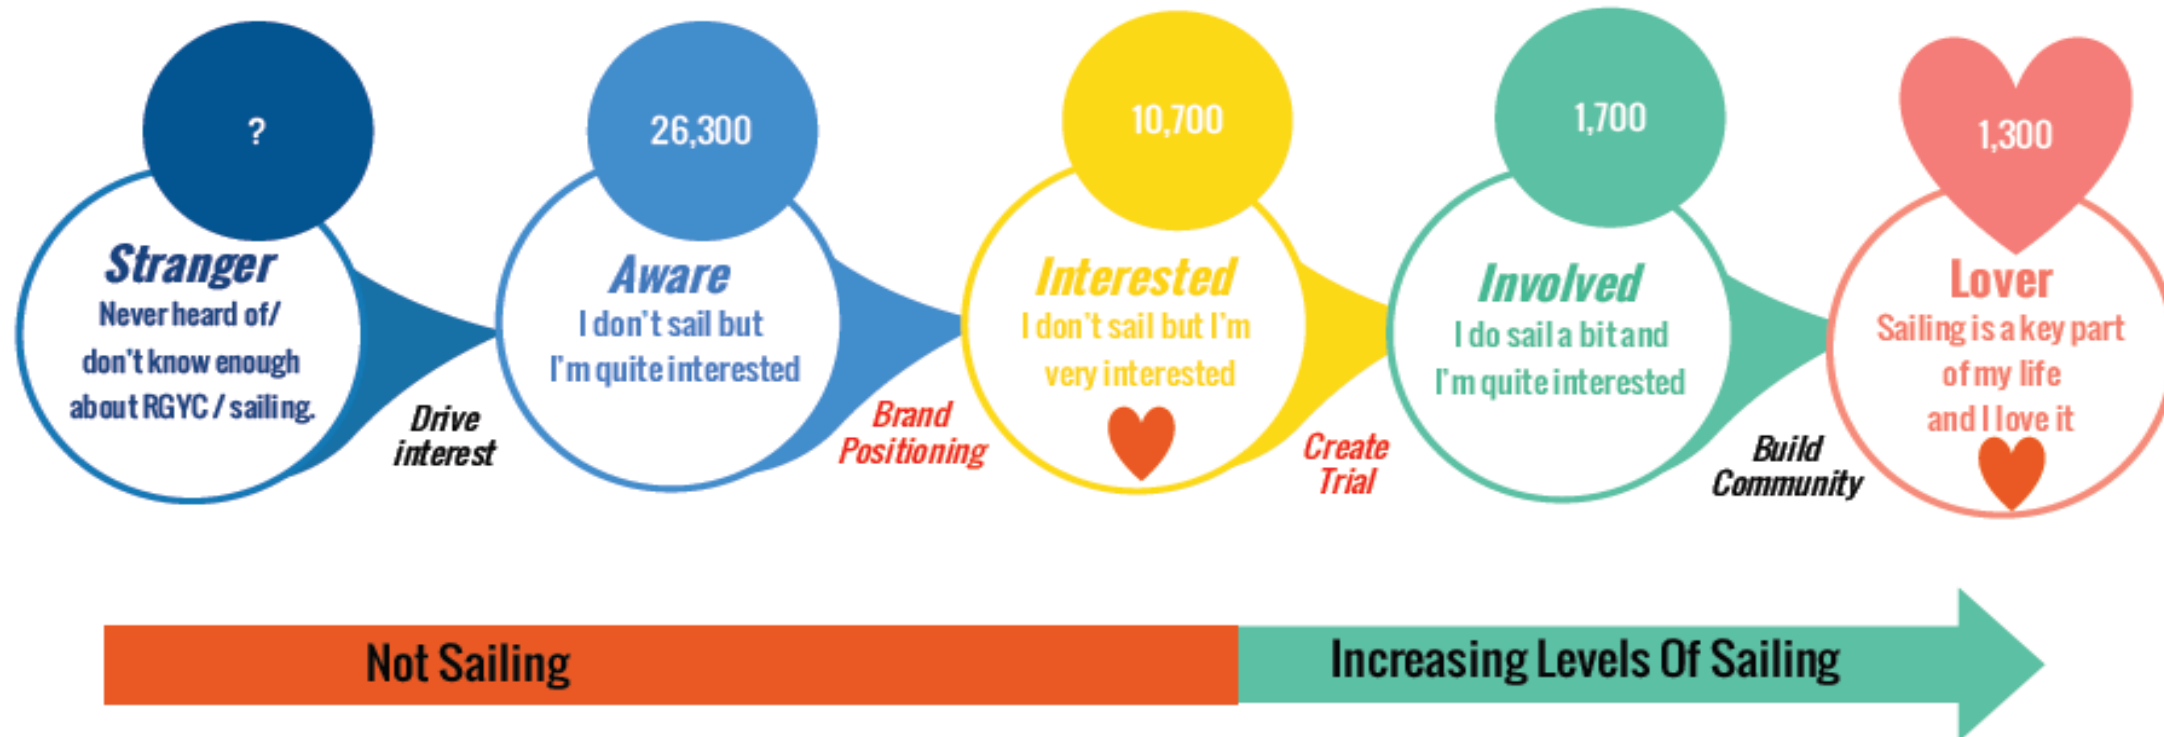 ?
Stranger
Never heard of/
don't know enough
about RGYC / sailing.
Drive
interest
26,300
Aware
I don't sail but
I'm quite interested
Brand
Positioning
10,700
Interested
I don't sail but I'm
very interested
Create
Trial
1,700
Involved
I do sail a bit and
I'm quite interested
Build
Community
1,300
Lover
Sailing is a key part
of my life
and I love it
Not Sailing
Increasing Levels Of Sailing